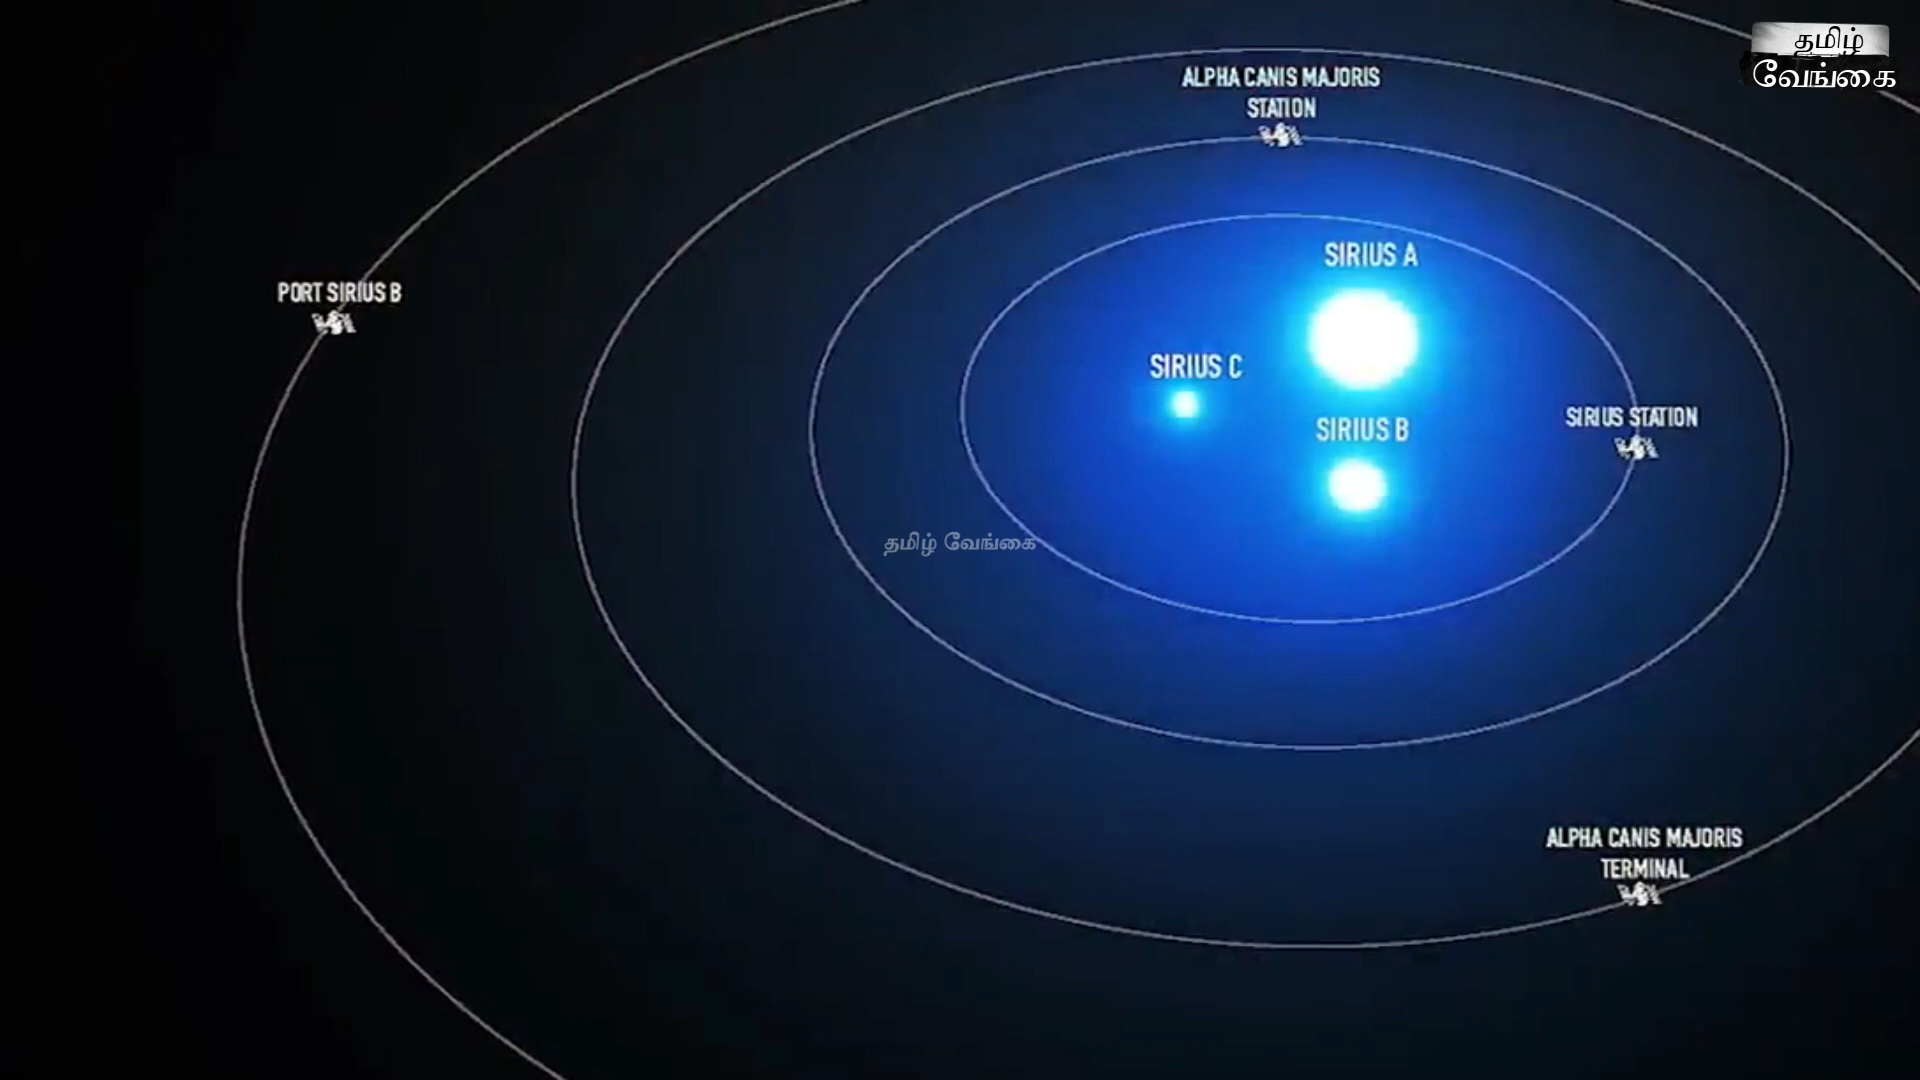 தமிழ்
வேங்கை
ALPHA CANIS MAJORIS
STATION
SIRIUS A
PORT SIRIUS B
SIRIUS C
SIRIUS STATION
SIRIUS B
தமிழ் வேங்கை
ALPHA CANIS MAJORIS
TERMINAL